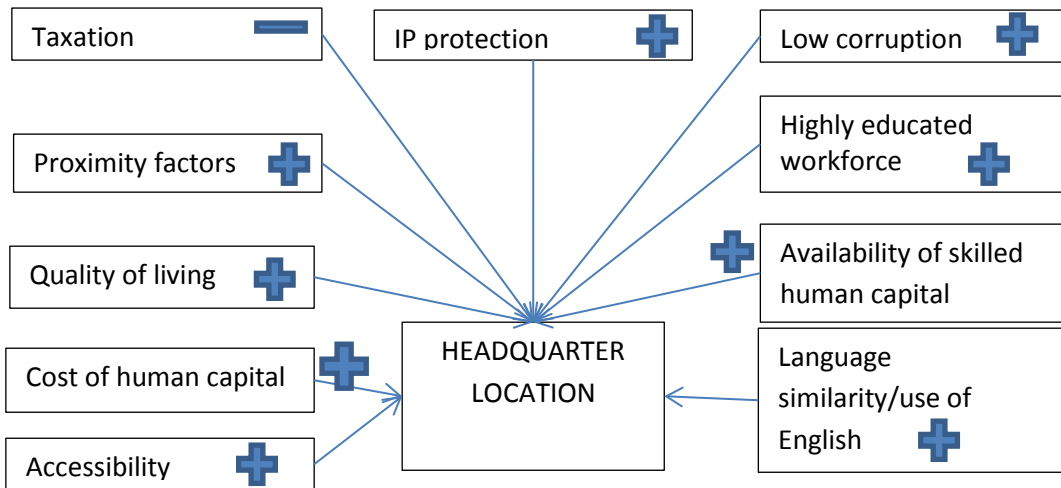 Taxation
IP protection
Low corruption
Proximity factors
Highly educated
workforce
Quality of living
Availability of skilled
human capital
Cost of human capital
HEADQUARTER
LOCATION
Language
similarity/use of
English
Accessibility